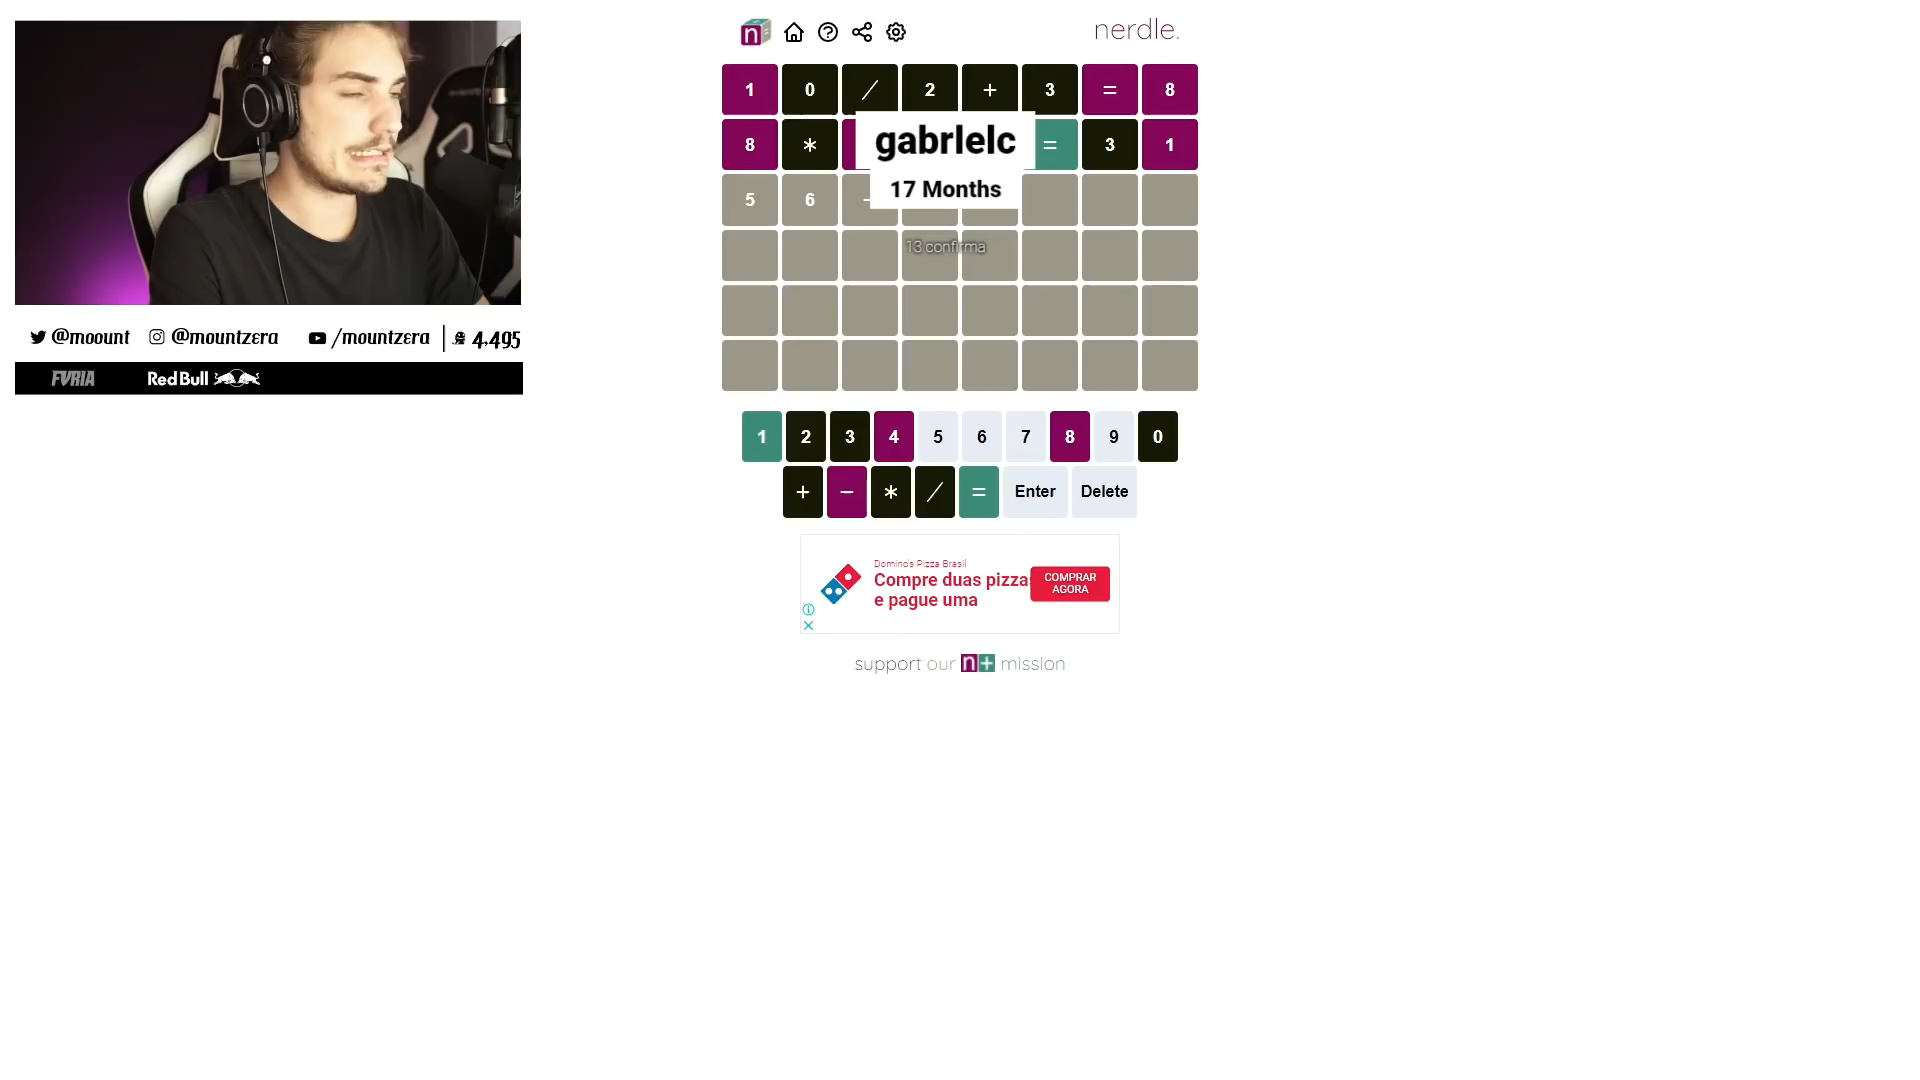 n
nerdle.
1 0 / 2 + 3 = 8
8 * = 3 1
gabrlelc
17 Months
5 6 -
13 confirma
1 2 3 4 5 6 7 8 9 0
+ - * / = Enter Delete
@moount @mountzera /mountzera | 4,495
FVRIA Red Bull
Domino's Pizza Brasil
Compre duas pizzas
e pague uma
COMPRAR
AGORA
support our n+ mission